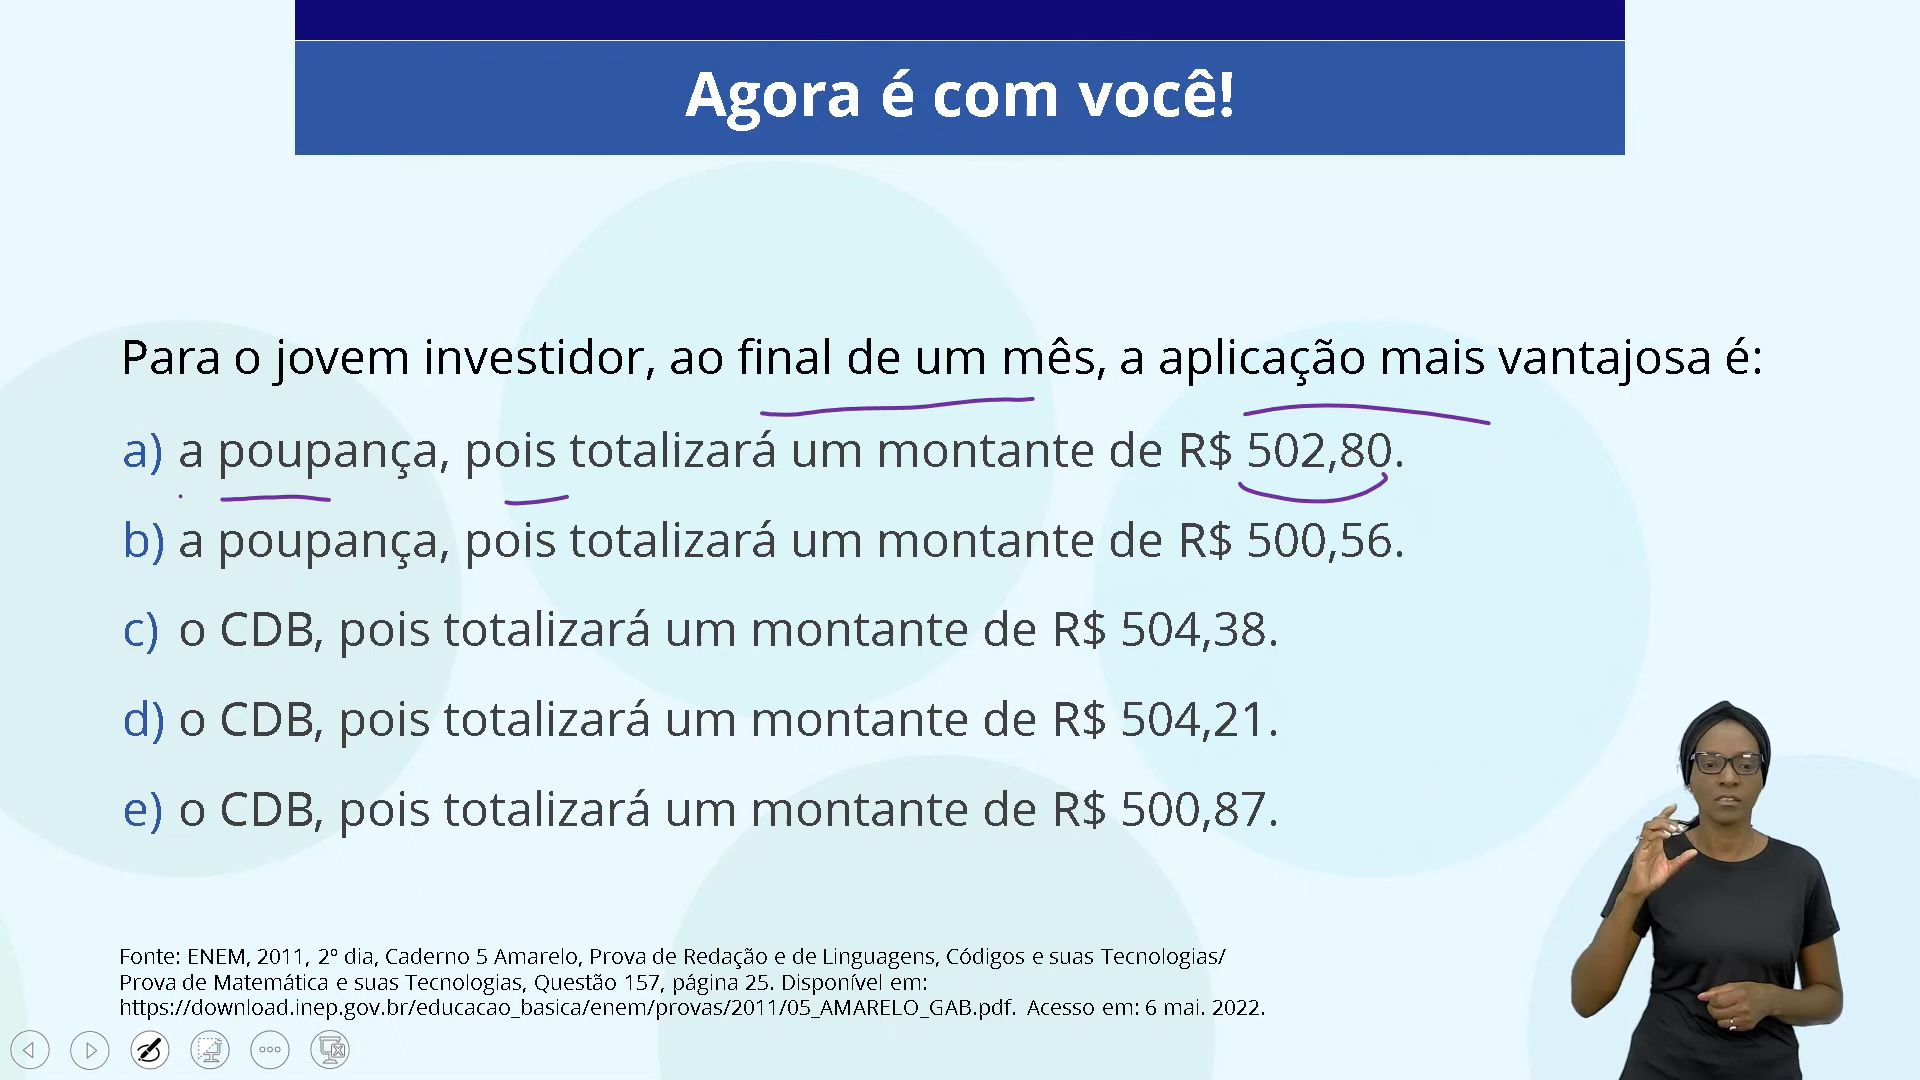 Agora é com você!
Para o jovem investidor, ao final de um mês, a aplicação mais vantajosa é:
a) a poupança, pois totalizará um montante de R$ 502,80.
b) a poupança, pois totalizará um montante de R$ 500,56.
c) o CDB, pois totalizará um montante de R$ 504,38.
d) o CDB, pois totalizará um montante de R$ 504,21.
e) o CDB, pois totalizará um montante de R$ 500,87.
Fonte: ENEM, 2011, 2º dia, Caderno 5 Amarelo, Prova de Redação e de Linguagens, Códigos e suas Tecnologias/
Prova de Matemática e suas Tecnologias, Questão 157, página 25. Disponível em:
https://download.inep.gov.br/educacao_basica/enem/provas/2011/05_AMARELO_GAB.pdf. Acesso em: 6 mai. 2022.